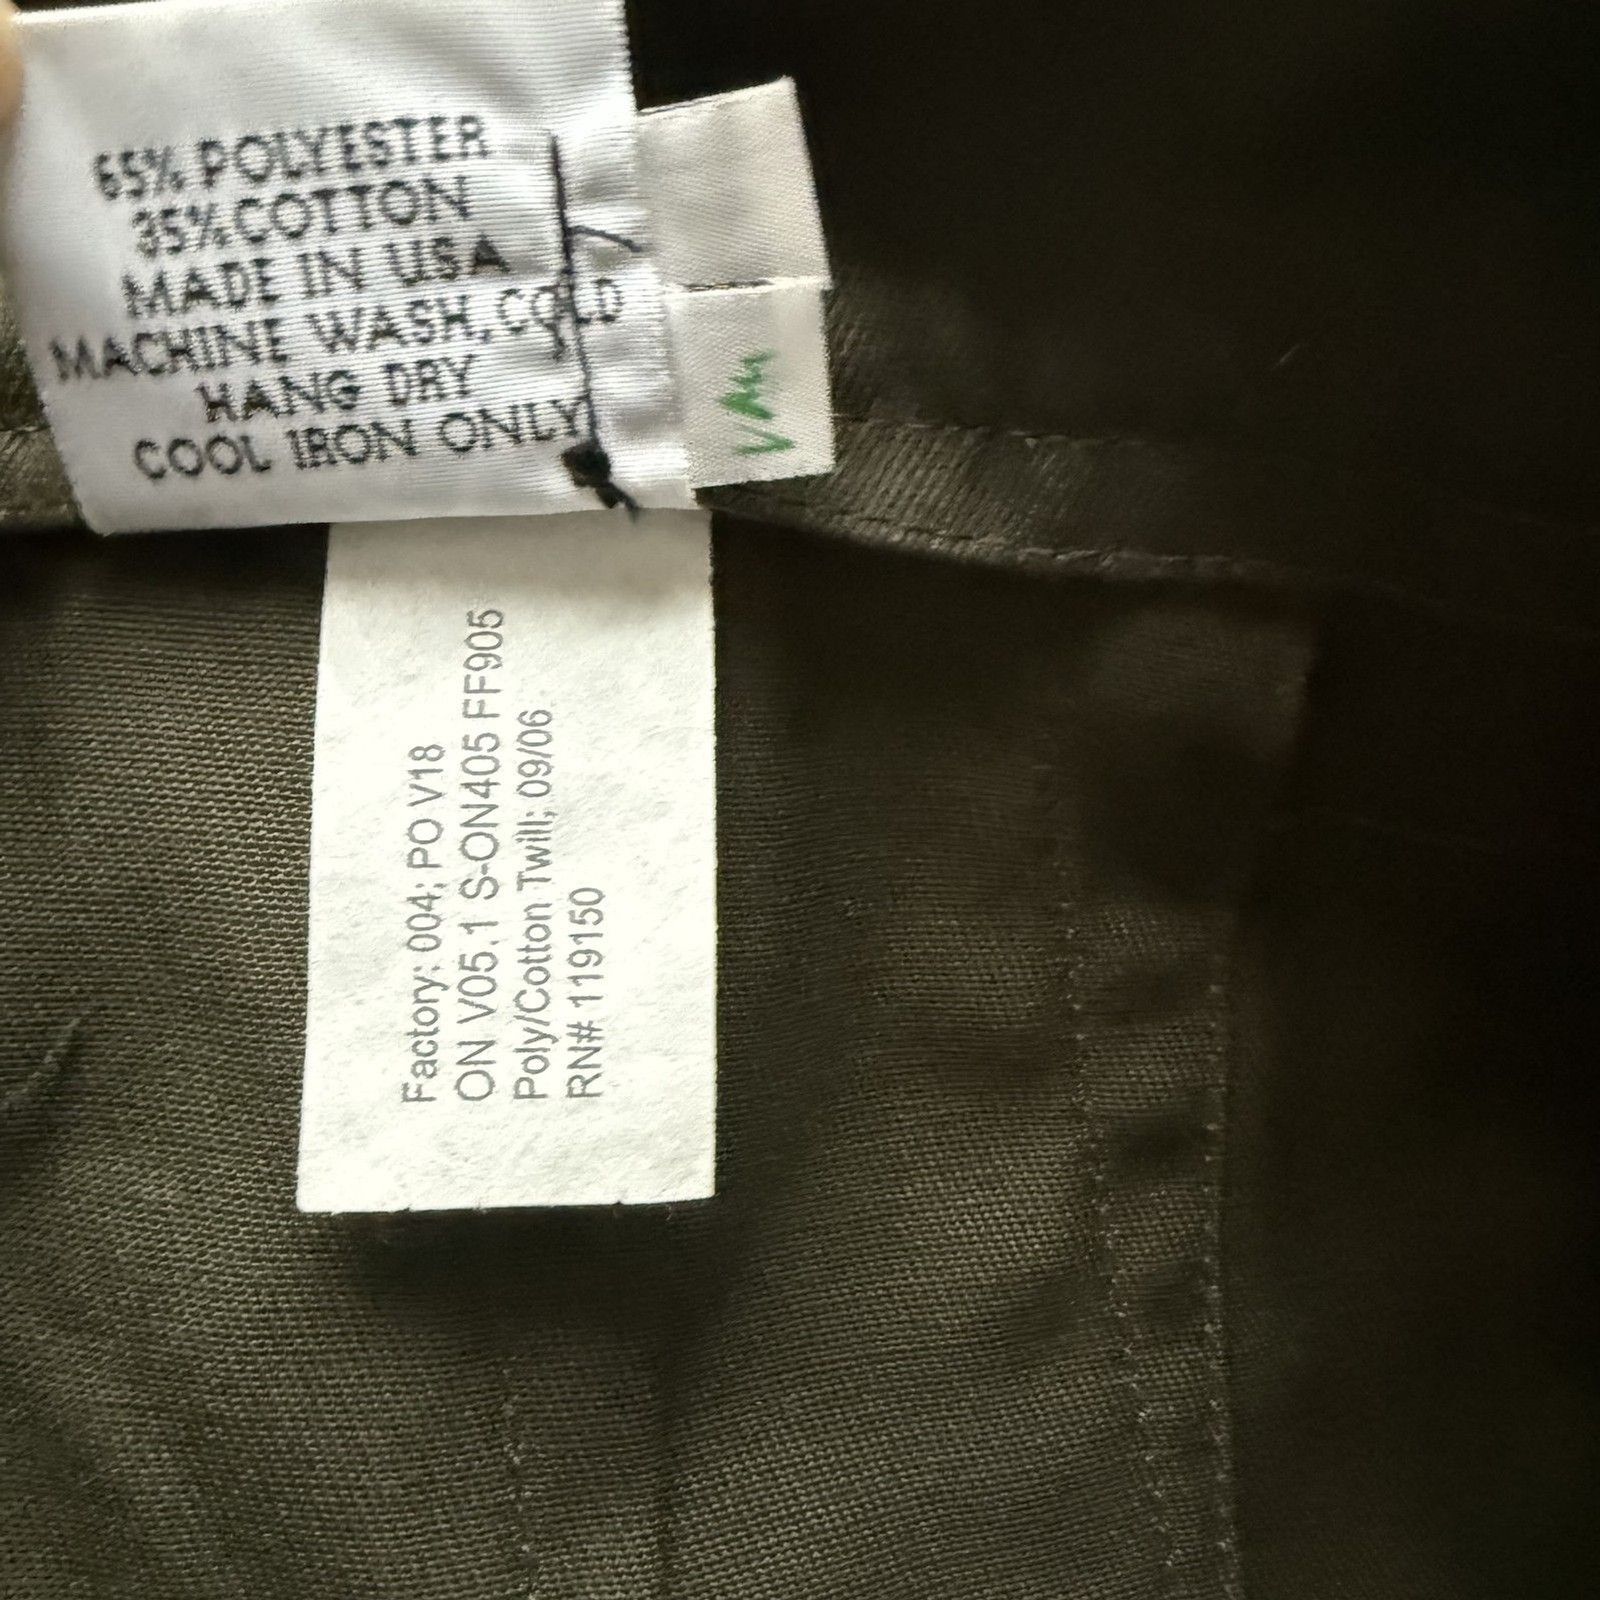 65% POLYESTER
35% COTTON
MADE IN USA
MACHINE WASH, COLD
HANG DRY
COOL IRON ONLY
VM
Factory: 004; PO V18
ON V05.1 S-ON405 FF905
Poly/Cotton Twill; 09/06
RN# 119150